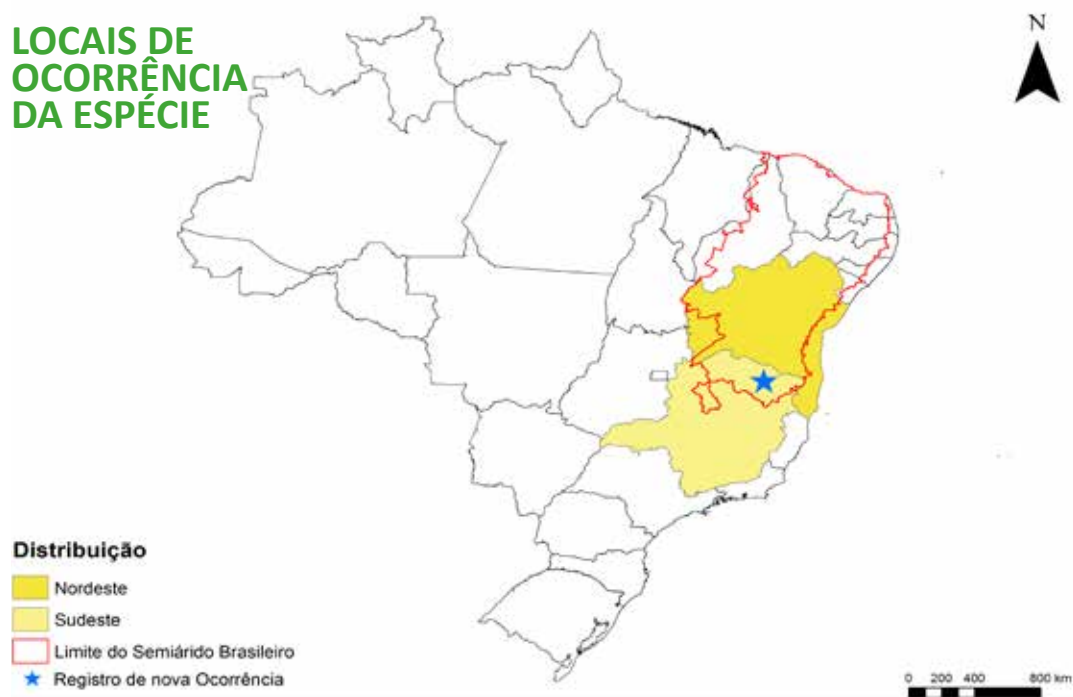 LOCAIS DE
OCORRÊNCIA
DA ESPÉCIE
N
Distribuição
Nordeste
Sudeste
Limite do Semiárido Brasileiro
Registro de nova Ocorrência
0 200 400 800 km